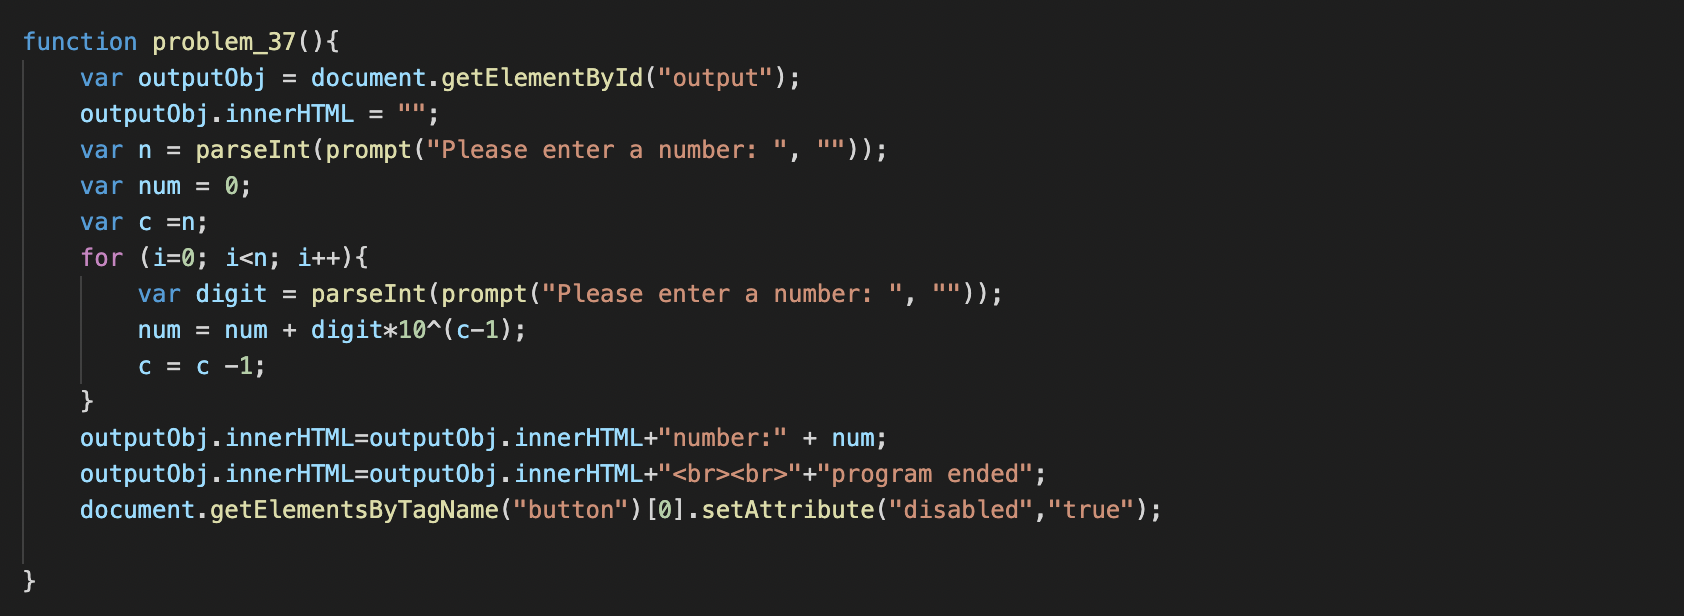 function problem_37(){
    var outputObj = document.getElementById("output");
    outputObj.innerHTML = "";
    var n = parseInt(prompt("Please enter a number: ", ""));
    var num = 0;
    var c =n;
    for (i=0; i<n; i++){
        var digit = parseInt(prompt("Please enter a number: ", ""));
        num = num + digit*10^(c-1);
        c = c -1;
    }
    outputObj.innerHTML=outputObj.innerHTML+"number:" + num;
    outputObj.innerHTML=outputObj.innerHTML+"<br><br>"+"program ended";
    document.getElementsByTagName("button")[0].setAttribute("disabled","true");
}